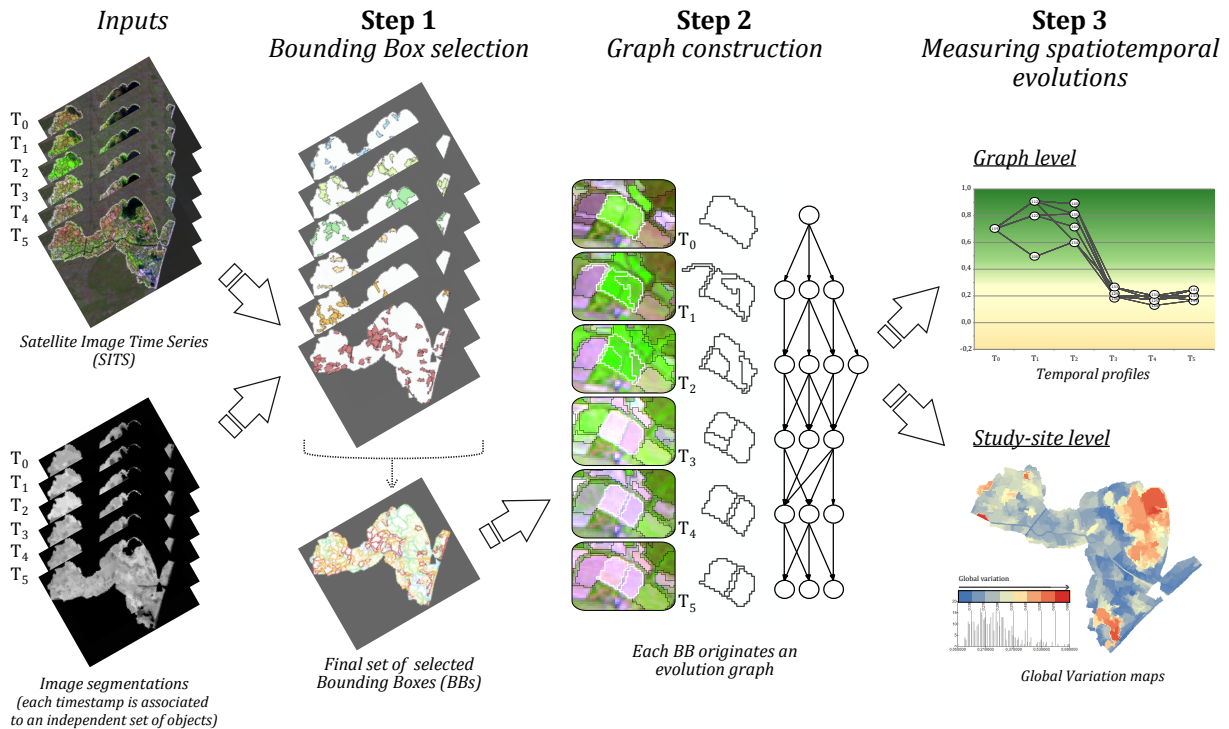 Inputs
Step 1
Bounding Box selection
Step 2
Graph construction
Step 3
Measuring spatiotemporal
evolutions
T0
T1
T2
T3
T4
T5
Satellite Image Time Series
(SITS)
T0
T1
T2
T3
T4
T5
Image segmentations
(each timestamp is associated
to an independent set of objects)
Final set of selected
Bounding Boxes (BBs)
T0
T1
T2
T3
T4
T5
Each BB originates an
evolution graph
Graph level
1,0
0,8
0,6
0,4
0,2
0,0
-0,2
T0 T1 T2 T3 T4 T5
Temporal profiles
Study-site level
Global variation
Global Variation maps